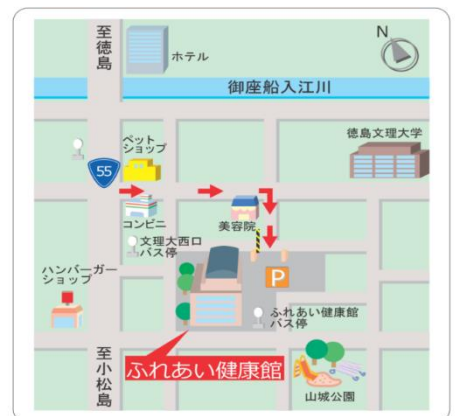 至徳島
ホテル
N
御座船入江川
徳島文理大学
ペット
ショップ
55
コンビニ
美容院
文理大西口
バス停
P
ハンバーガー
ショップ
ふれあい健康館
バス停
至小松島
ふれあい健康館
山城公園